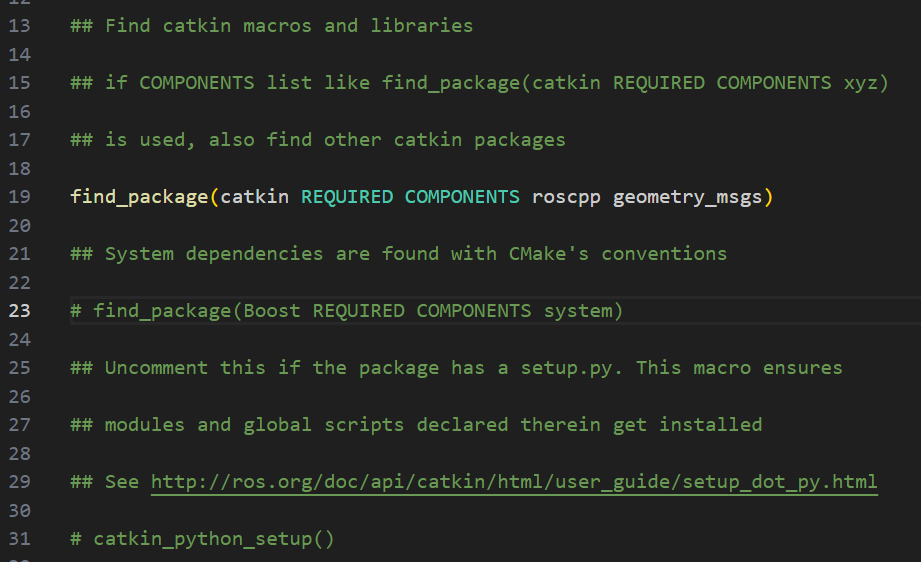 13 ## Find catkin macros and libraries
14
15 ## if COMPONENTS list like find_package(catkin REQUIRED COMPONENTS xyz)
16
17 ## is used, also find other catkin packages
18
19 find_package(catkin REQUIRED COMPONENTS roscpp geometry_msgs)
20
21 ## System dependencies are found with CMake's conventions
22
23 # find_package(Boost REQUIRED COMPONENTS system)
24
25 ## Uncomment this if the package has a setup.py. This macro ensures
26
27 ## modules and global scripts declared therein get installed
28
29 ## See http://ros.org/doc/api/catkin/html/user_guide/setup_dot_py.html
30
31 # catkin_python_setup()